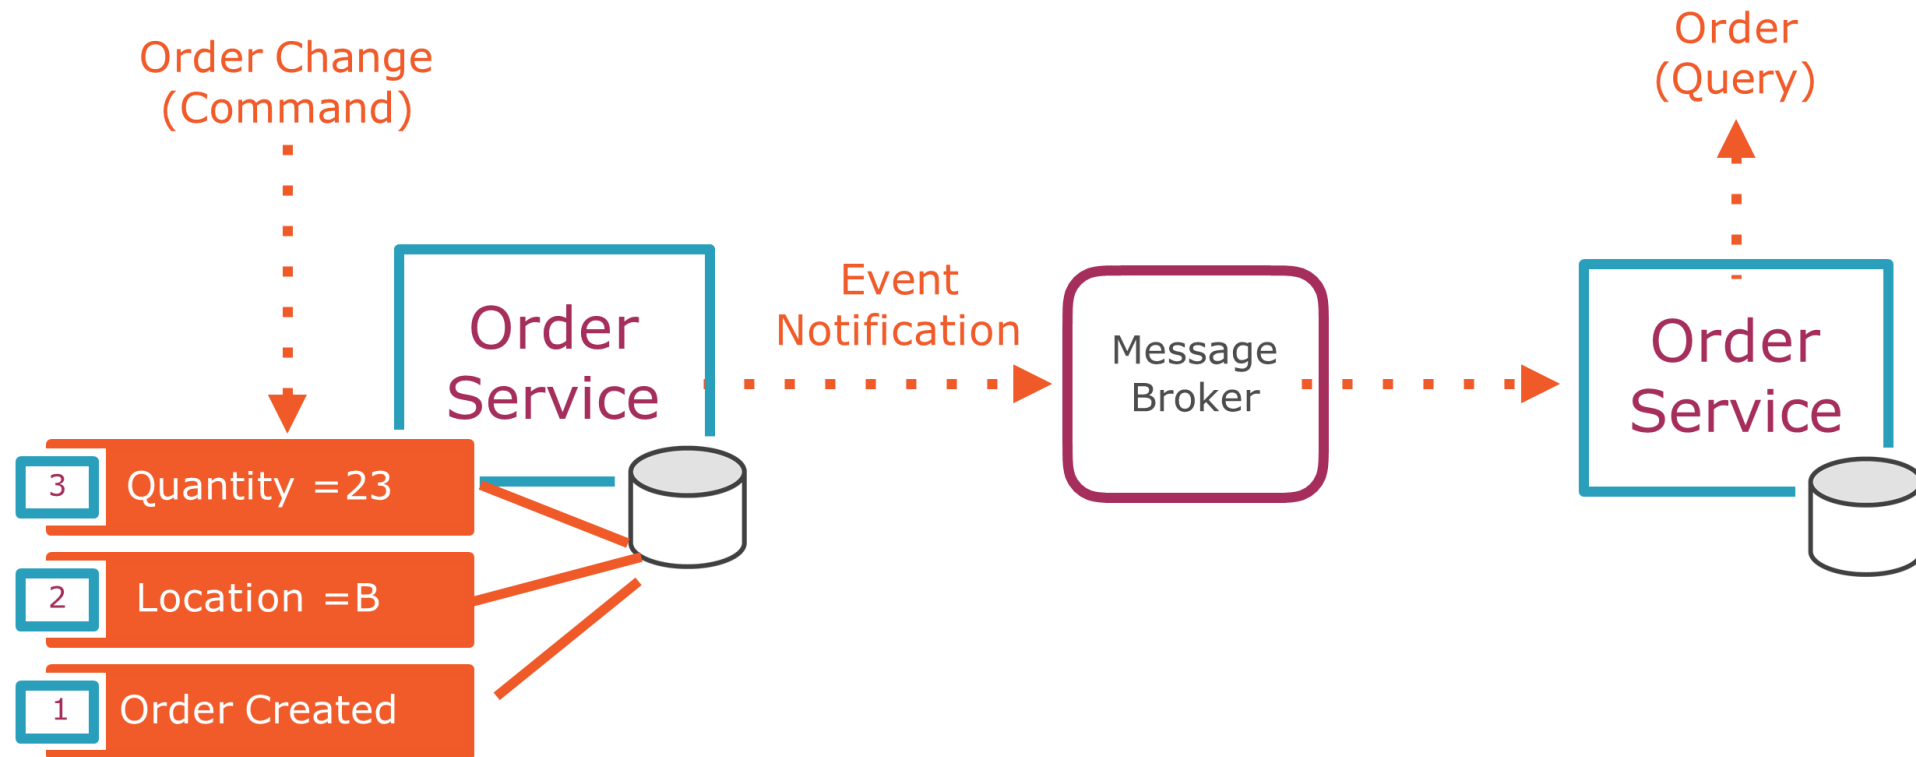 Order Change
(Command)
Order
(Query)
Event
Notification
Order
Service
Message
Broker
Order
Service
3 Quantity =23
2 Location =B
1 Order Created